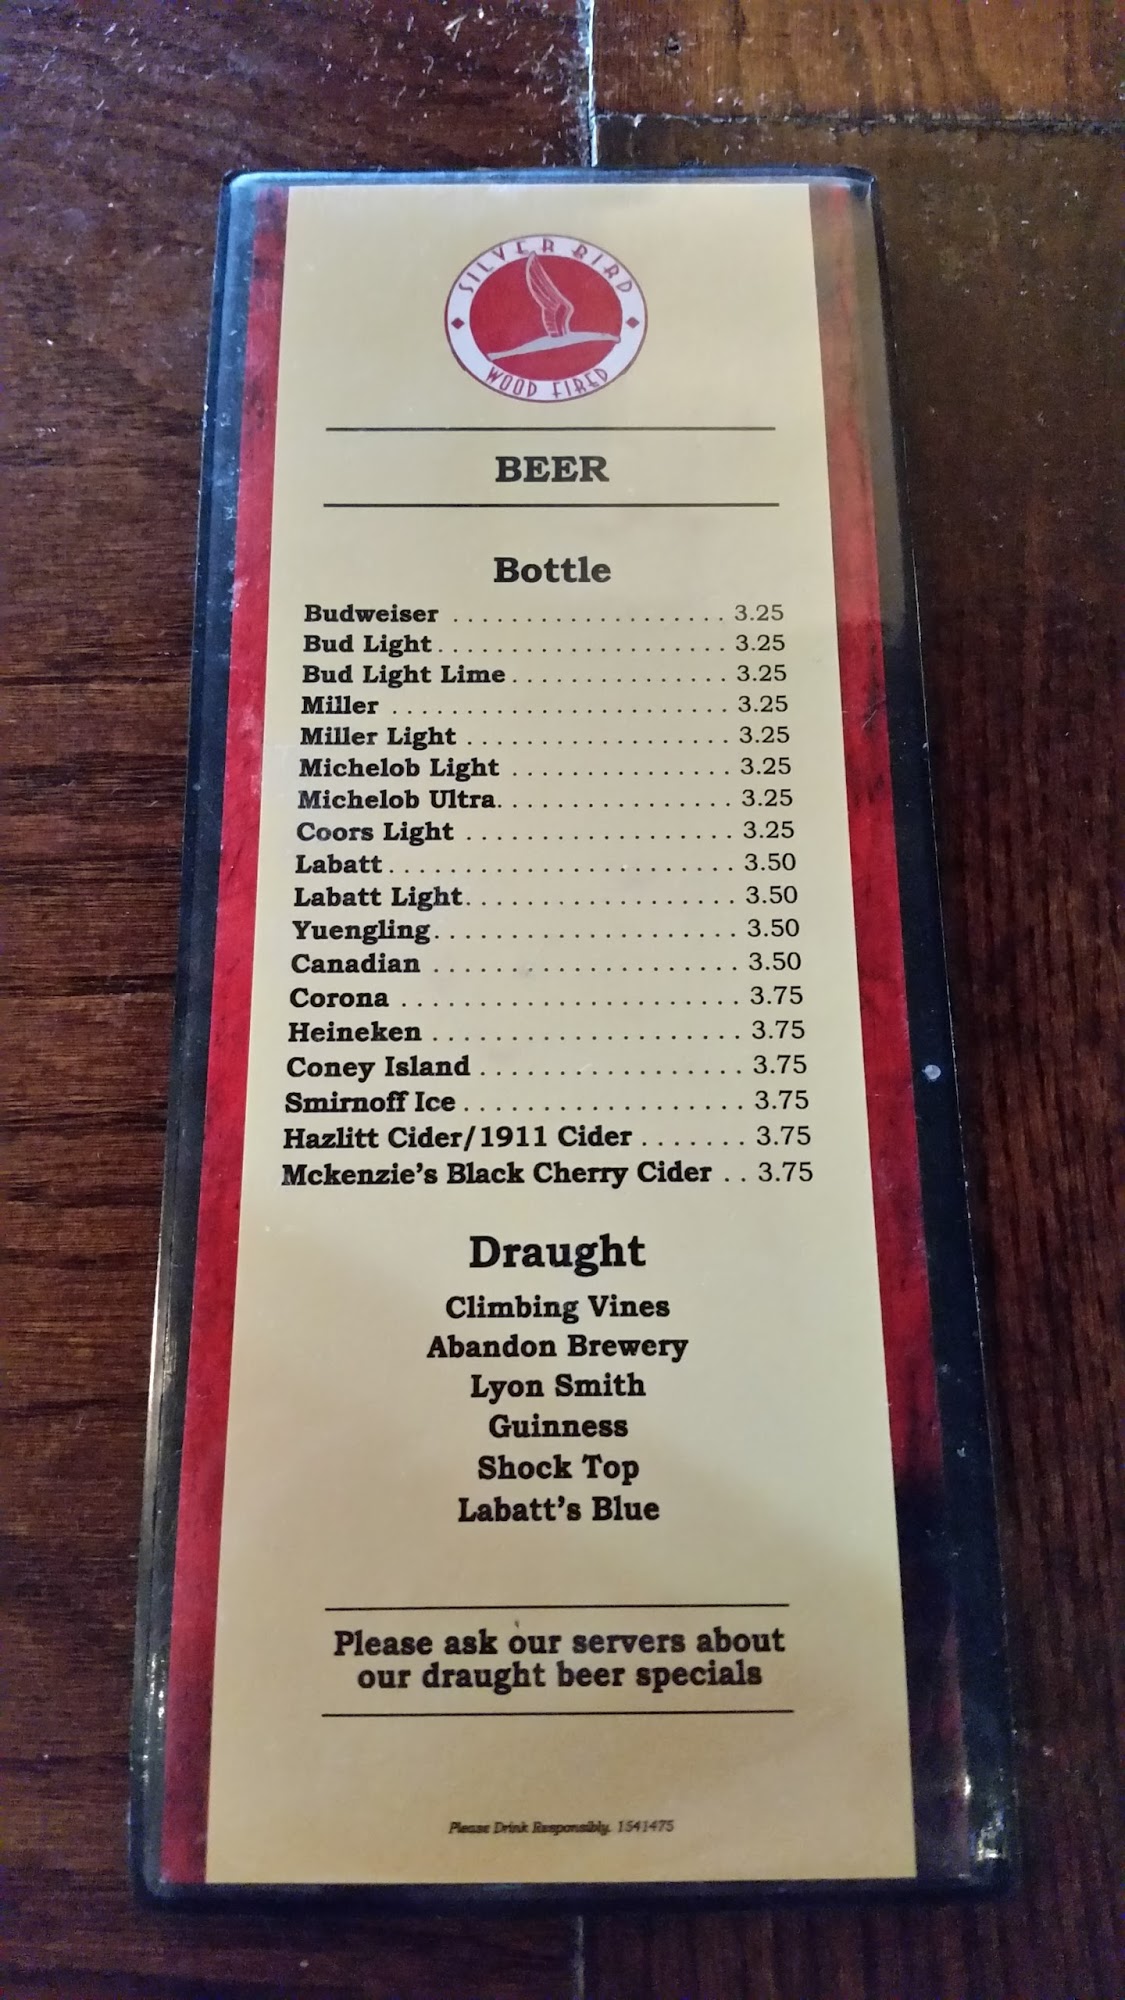 SILVER BIRD
WOOD FIRED
BEER
Bottle
Budweiser . . . . . . . . . . . . . . . . . . . 3.25
Bud Light . . . . . . . . . . . . . . . . . . . . 3.25
Bud Light Lime . . . . . . . . . . . . . . . 3.25
Miller . . . . . . . . . . . . . . . . . . . . . . . 3.25
Miller Light . . . . . . . . . . . . . . . . . . 3.25
Michelob Light . . . . . . . . . . . . . . . 3.25
Michelob Ultra. . . . . . . . . . . . . . . . 3.25
Coors Light . . . . . . . . . . . . . . . . . . 3.25
Labatt . . . . . . . . . . . . . . . . . . . . . . . 3.50
Labatt Light. . . . . . . . . . . . . . . . . . 3.50
Yuengling. . . . . . . . . . . . . . . . . . . . 3.50
Canadian . . . . . . . . . . . . . . . . . . . . 3.50
Corona . . . . . . . . . . . . . . . . . . . . . . 3.75
Heineken . . . . . . . . . . . . . . . . . . . . 3.75
Coney Island . . . . . . . . . . . . . . . . . 3.75
Smirnoff Ice . . . . . . . . . . . . . . . . . . 3.75
Hazlitt Cider/1911 Cider . . . . . . . 3.75
Mckenzie's Black Cherry Cider . . 3.75
Draught
Climbing Vines
Abandon Brewery
Lyon Smith
Guinness
Shock Top
Labatt's Blue
Please ask our servers about
our draught beer specials
Please Drink Responsibly. 1541475